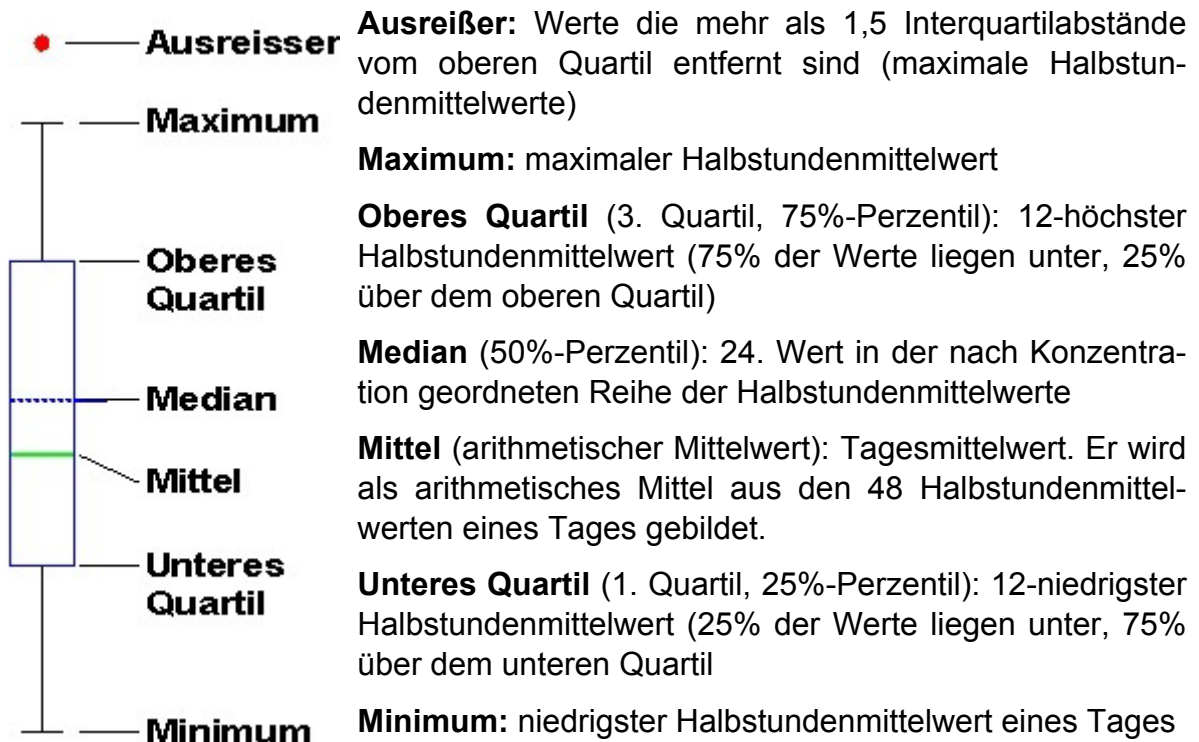 Ausreisser
Maximum
Oberes
Quartil
Median
Mittel
Unteres
Quartil
Minimum
Ausreißer: Werte die mehr als 1,5 Interquartilabstände
vom oberen Quartil entfernt sind (maximale Halbstun-
denmittelwerte)
Maximum: maximaler Halbstundenmittelwert
Oberes Quartil (3. Quartil, 75%-Perzentil): 12-höchster
Halbstundenmittelwert (75% der Werte liegen unter, 25%
über dem oberen Quartil)
Median (50%-Perzentil): 24. Wert in der nach Konzentra-
tion geordneten Reihe der Halbstundenmittelwerte
Mittel (arithmetischer Mittelwert): Tagesmittelwert. Er wird
als arithmetisches Mittel aus den 48 Halbstundenmittel-
werten eines Tages gebildet.
Unteres Quartil (1. Quartil, 25%-Perzentil): 12-niedrigster
Halbstundenmittelwert (25% der Werte liegen unter, 75%
über dem unteren Quartil
Minimum: niedrigster Halbstundenmittelwert eines Tages